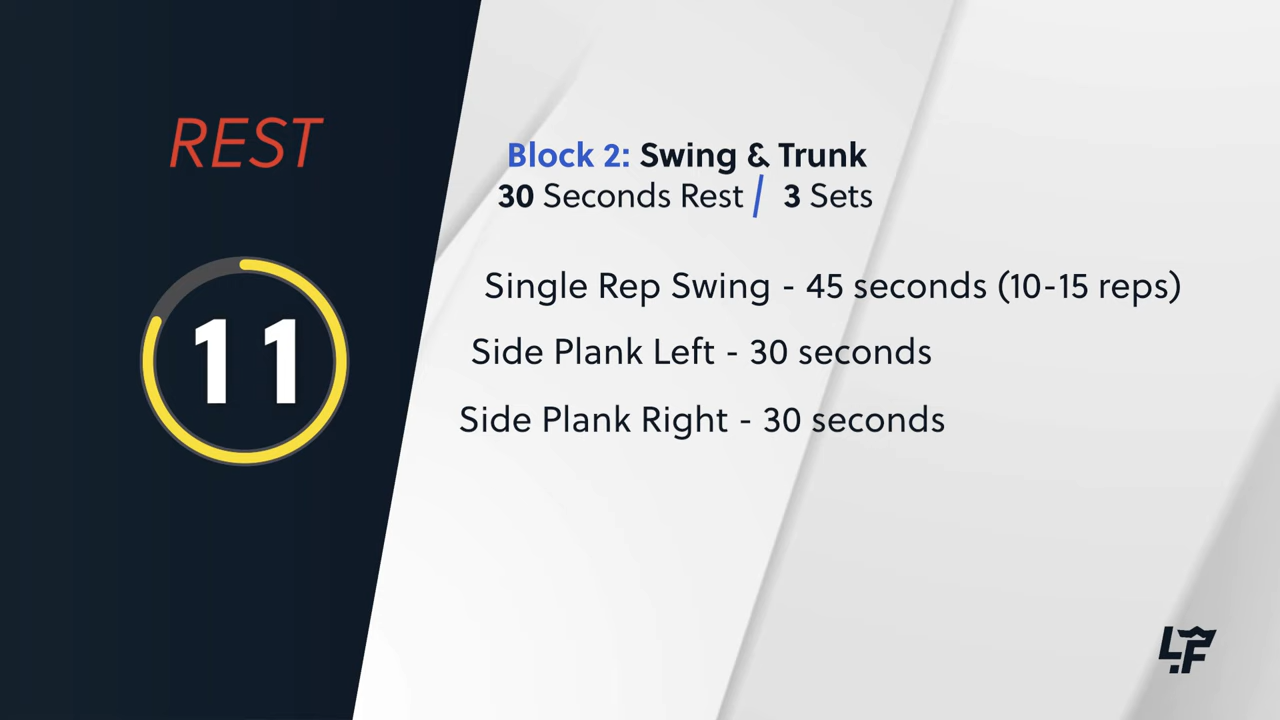 REST
11
Block 2: Swing & Trunk
30 Seconds Rest / 3 Sets
Single Rep Swing - 45 seconds (10-15 reps)
Side Plank Left - 30 seconds
Side Plank Right - 30 seconds
LF